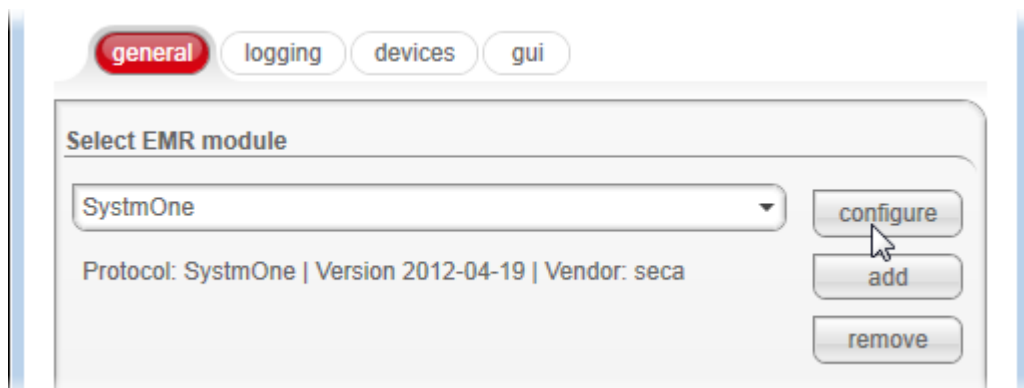 general logging devices gui
Select EMR module
SystmOne configure
Protocol: SystmOne | Version 2012-04-19 | Vendor: seca add
remove